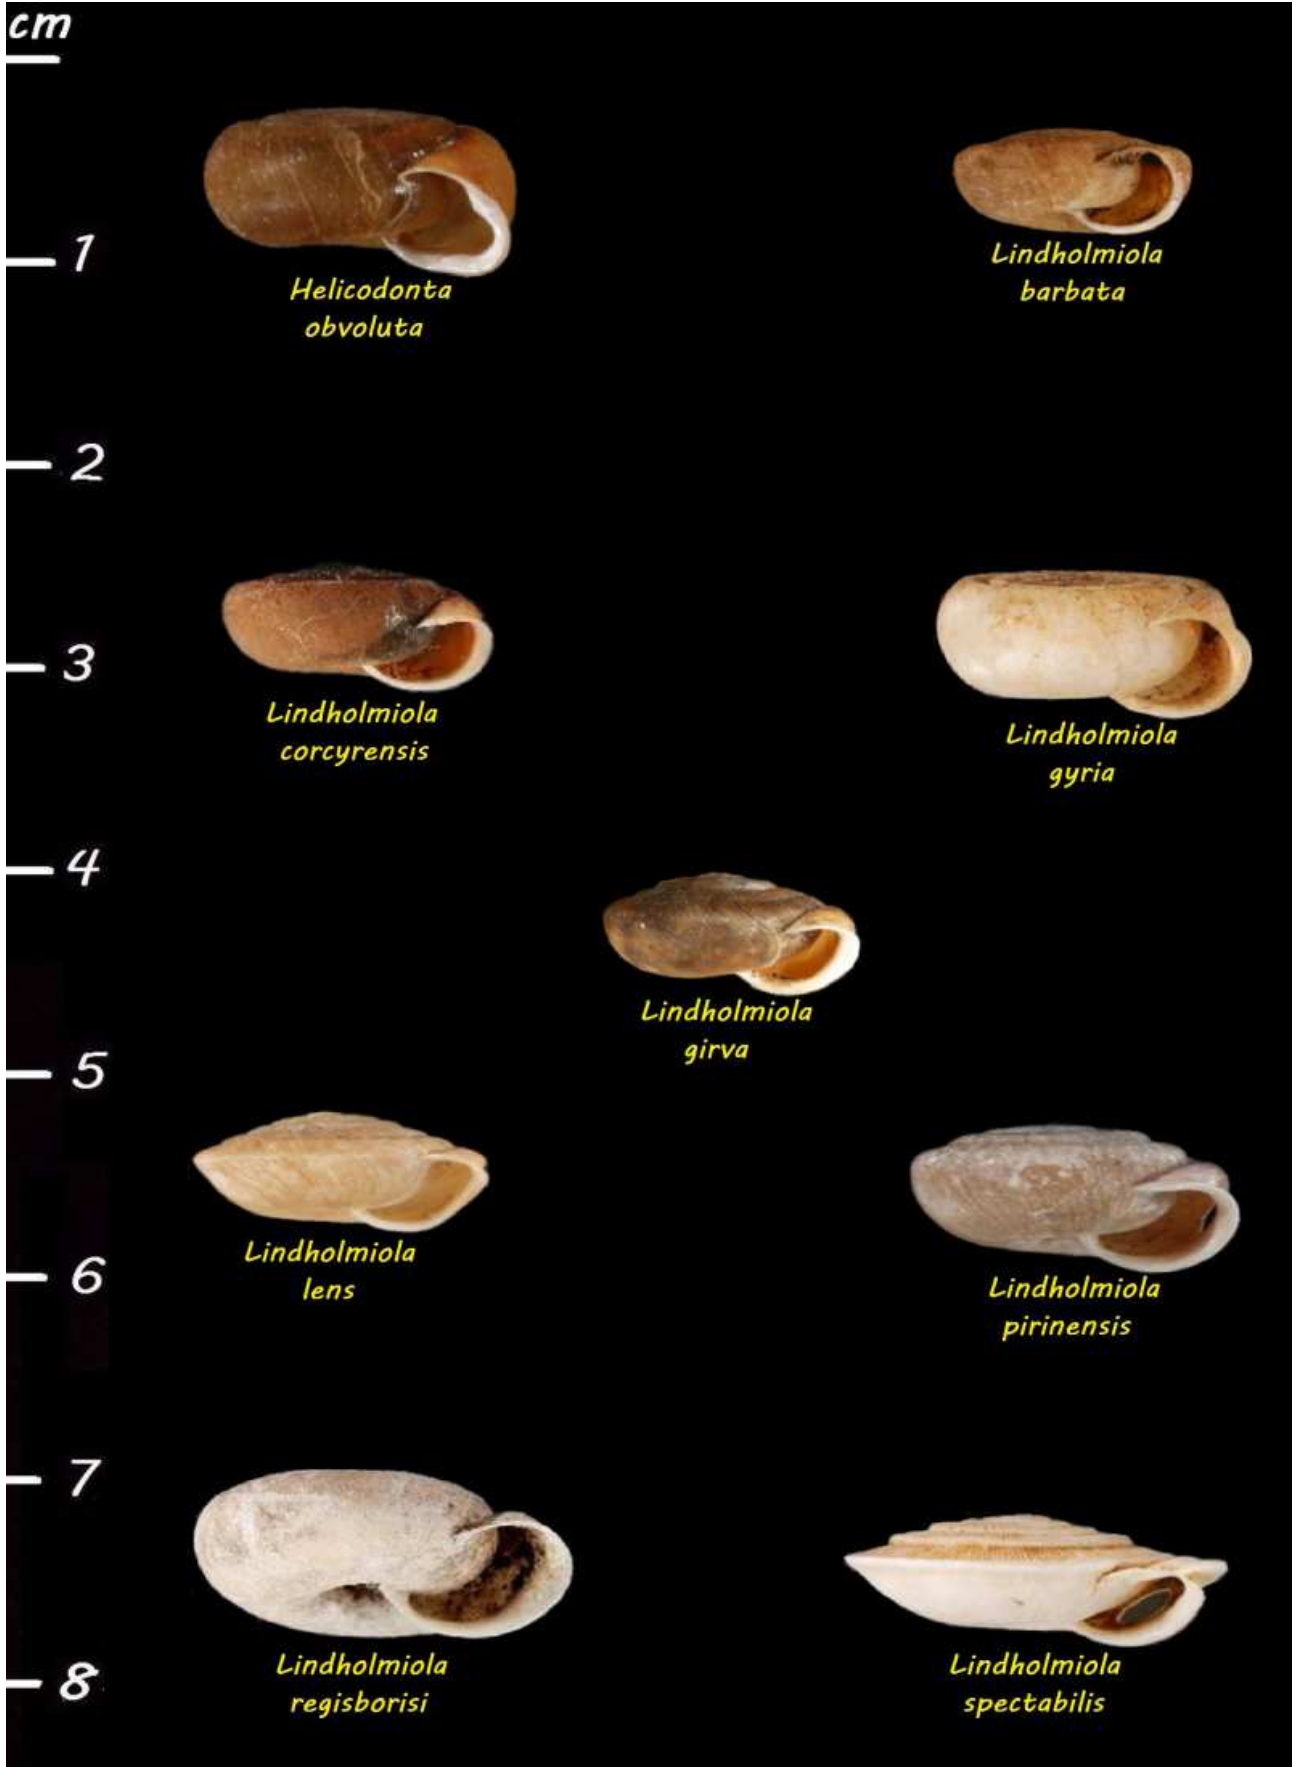 cm
Helicodonta
obvoluta
Lindholmiola
barbata
1
2
Lindholmiola
corcyrensis
Lindholmiola
gyria
3
4
Lindholmiola
girva
5
Lindholmiola
lens
Lindholmiola
pirinensis
6
7
Lindholmiola
regisborisi
Lindholmiola
spectabilis
8